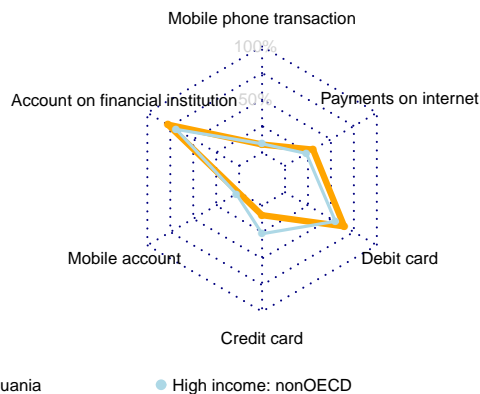 Mobile phone transaction
100%
Account on financial institution
50%
Payments on internet
Mobile account
Debit card
Credit card
uania
High income: nonOECD